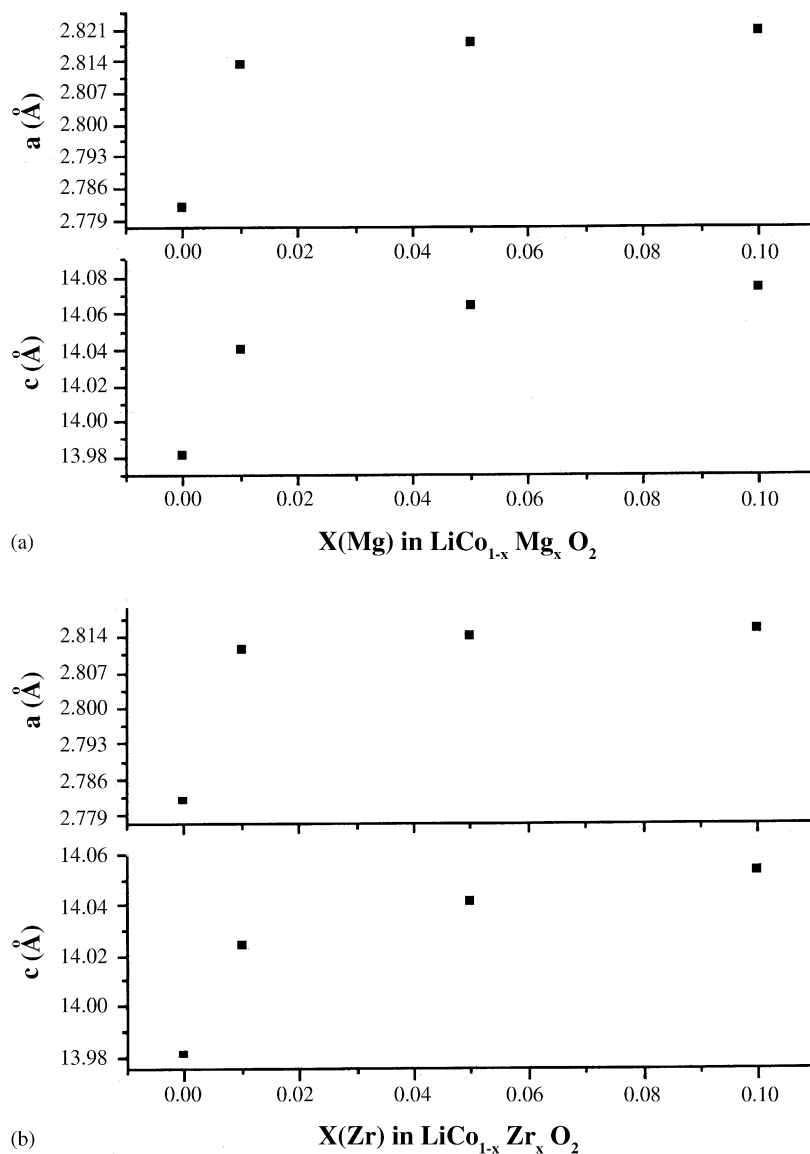 2.821
2.814
2.807
2.800
2.793
2.786
2.779
a (Å)
0.00 0.02 0.04 0.06 0.08 0.10
14.08
14.06
14.04
14.02
14.00
13.98
c (Å)
0.00 0.02 0.04 0.06 0.08 0.10
(a) X(Mg) in LiCo₁₋ₓ Mgₓ O₂
2.814
2.807
2.800
2.793
2.786
2.779
a (Å)
14.06
14.04
14.02
14.00
13.98
c (Å)
0.00 0.02 0.04 0.06 0.08 0.10
(b) X(Zr) in LiCo₁₋ₓ Zrₓ O₂